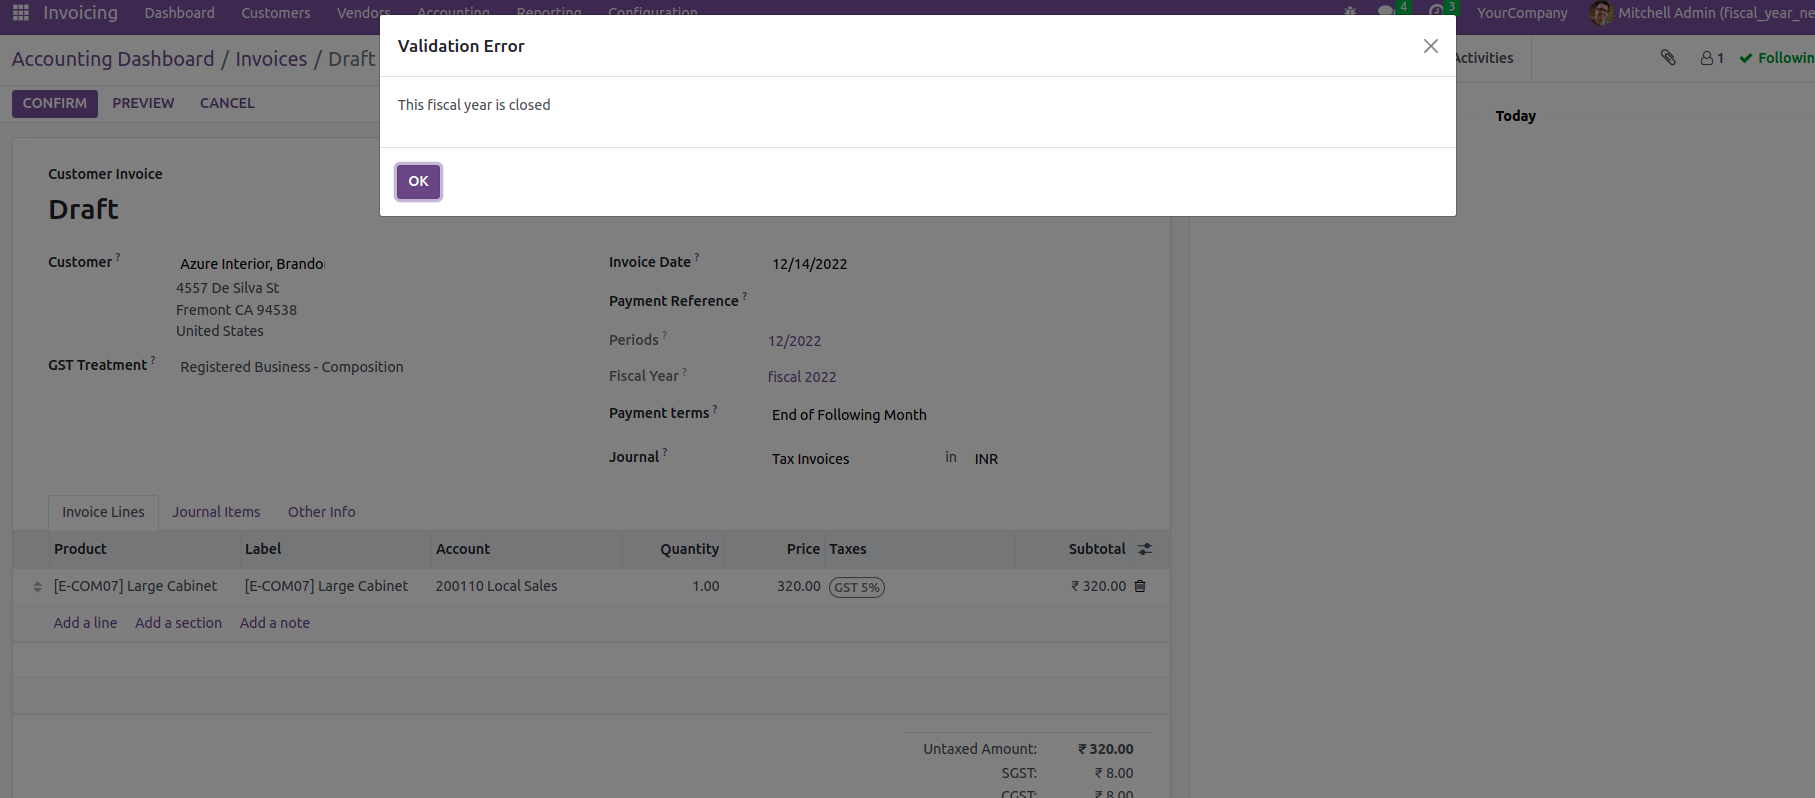 Invoicing Dashboard Customers Vendors Accounting Reporting Configuration 4 3 YourCompany Mitchell Admin (fiscal_year_ne
Validation Error
Accounting Dashboard / Invoices / Draft
Activities 1 Followin
CONFIRM PREVIEW CANCEL
This fiscal year is closed
Today
OK
Customer Invoice
Draft
Customer ? Azure Interior, Brando
4557 De Silva St
Fremont CA 94538
United States
GST Treatment ? Registered Business - Composition
Invoice Date ? 12/14/2022
Payment Reference ?
Periods ? 12/2022
Fiscal Year ? fiscal 2022
Payment terms ? End of Following Month
Journal ? Tax Invoices in INR
Invoice Lines Journal Items Other Info
Product Label Account Quantity Price Taxes Subtotal
[E-COM07] Large Cabinet [E-COM07] Large Cabinet 200110 Local Sales 1.00 320.00 GST 5% ₹ 320.00
Add a line Add a section Add a note
Untaxed Amount: ₹ 320.00
SGST: ₹ 8.00
CGST: ₹ 8.00